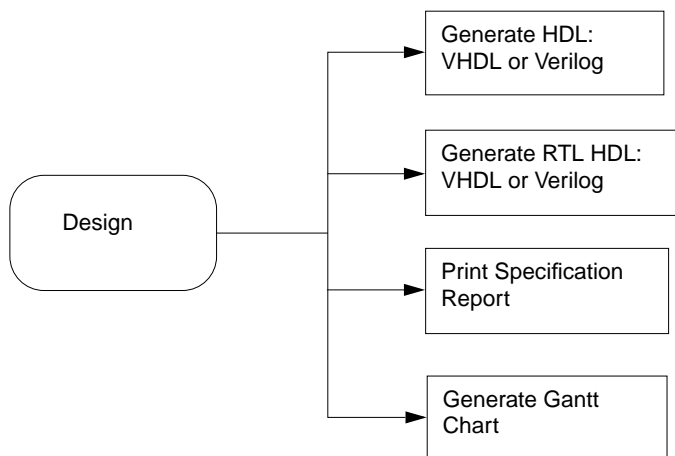 Generate HDL:
VHDL or Verilog
Generate RTL HDL:
VHDL or Verilog
Design
Print Specification
Report
Generate Gantt
Chart